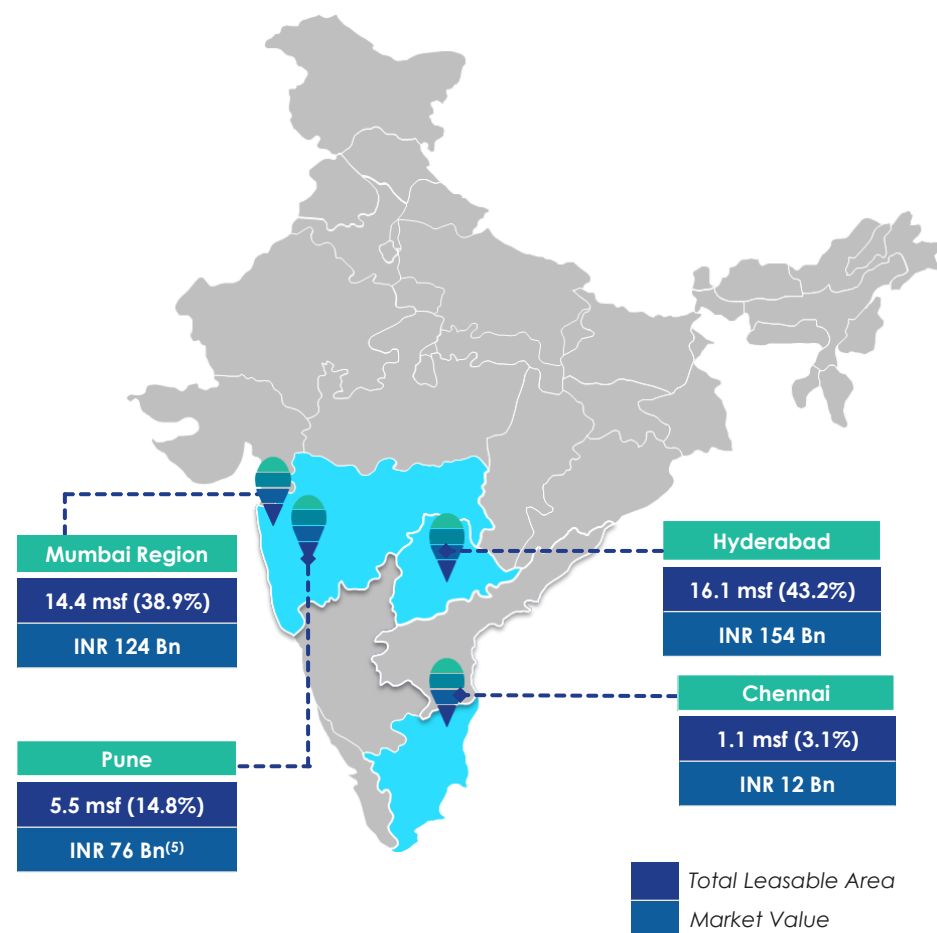 Mumbai Region
14.4 msf (38.9%)
INR 124 Bn
Pune
5.5 msf (14.8%)
INR 76 Bn(5)
Hyderabad
16.1 msf (43.2%)
INR 154 Bn
Chennai
1.1 msf (3.1%)
INR 12 Bn
Total Leasable Area
Market Value